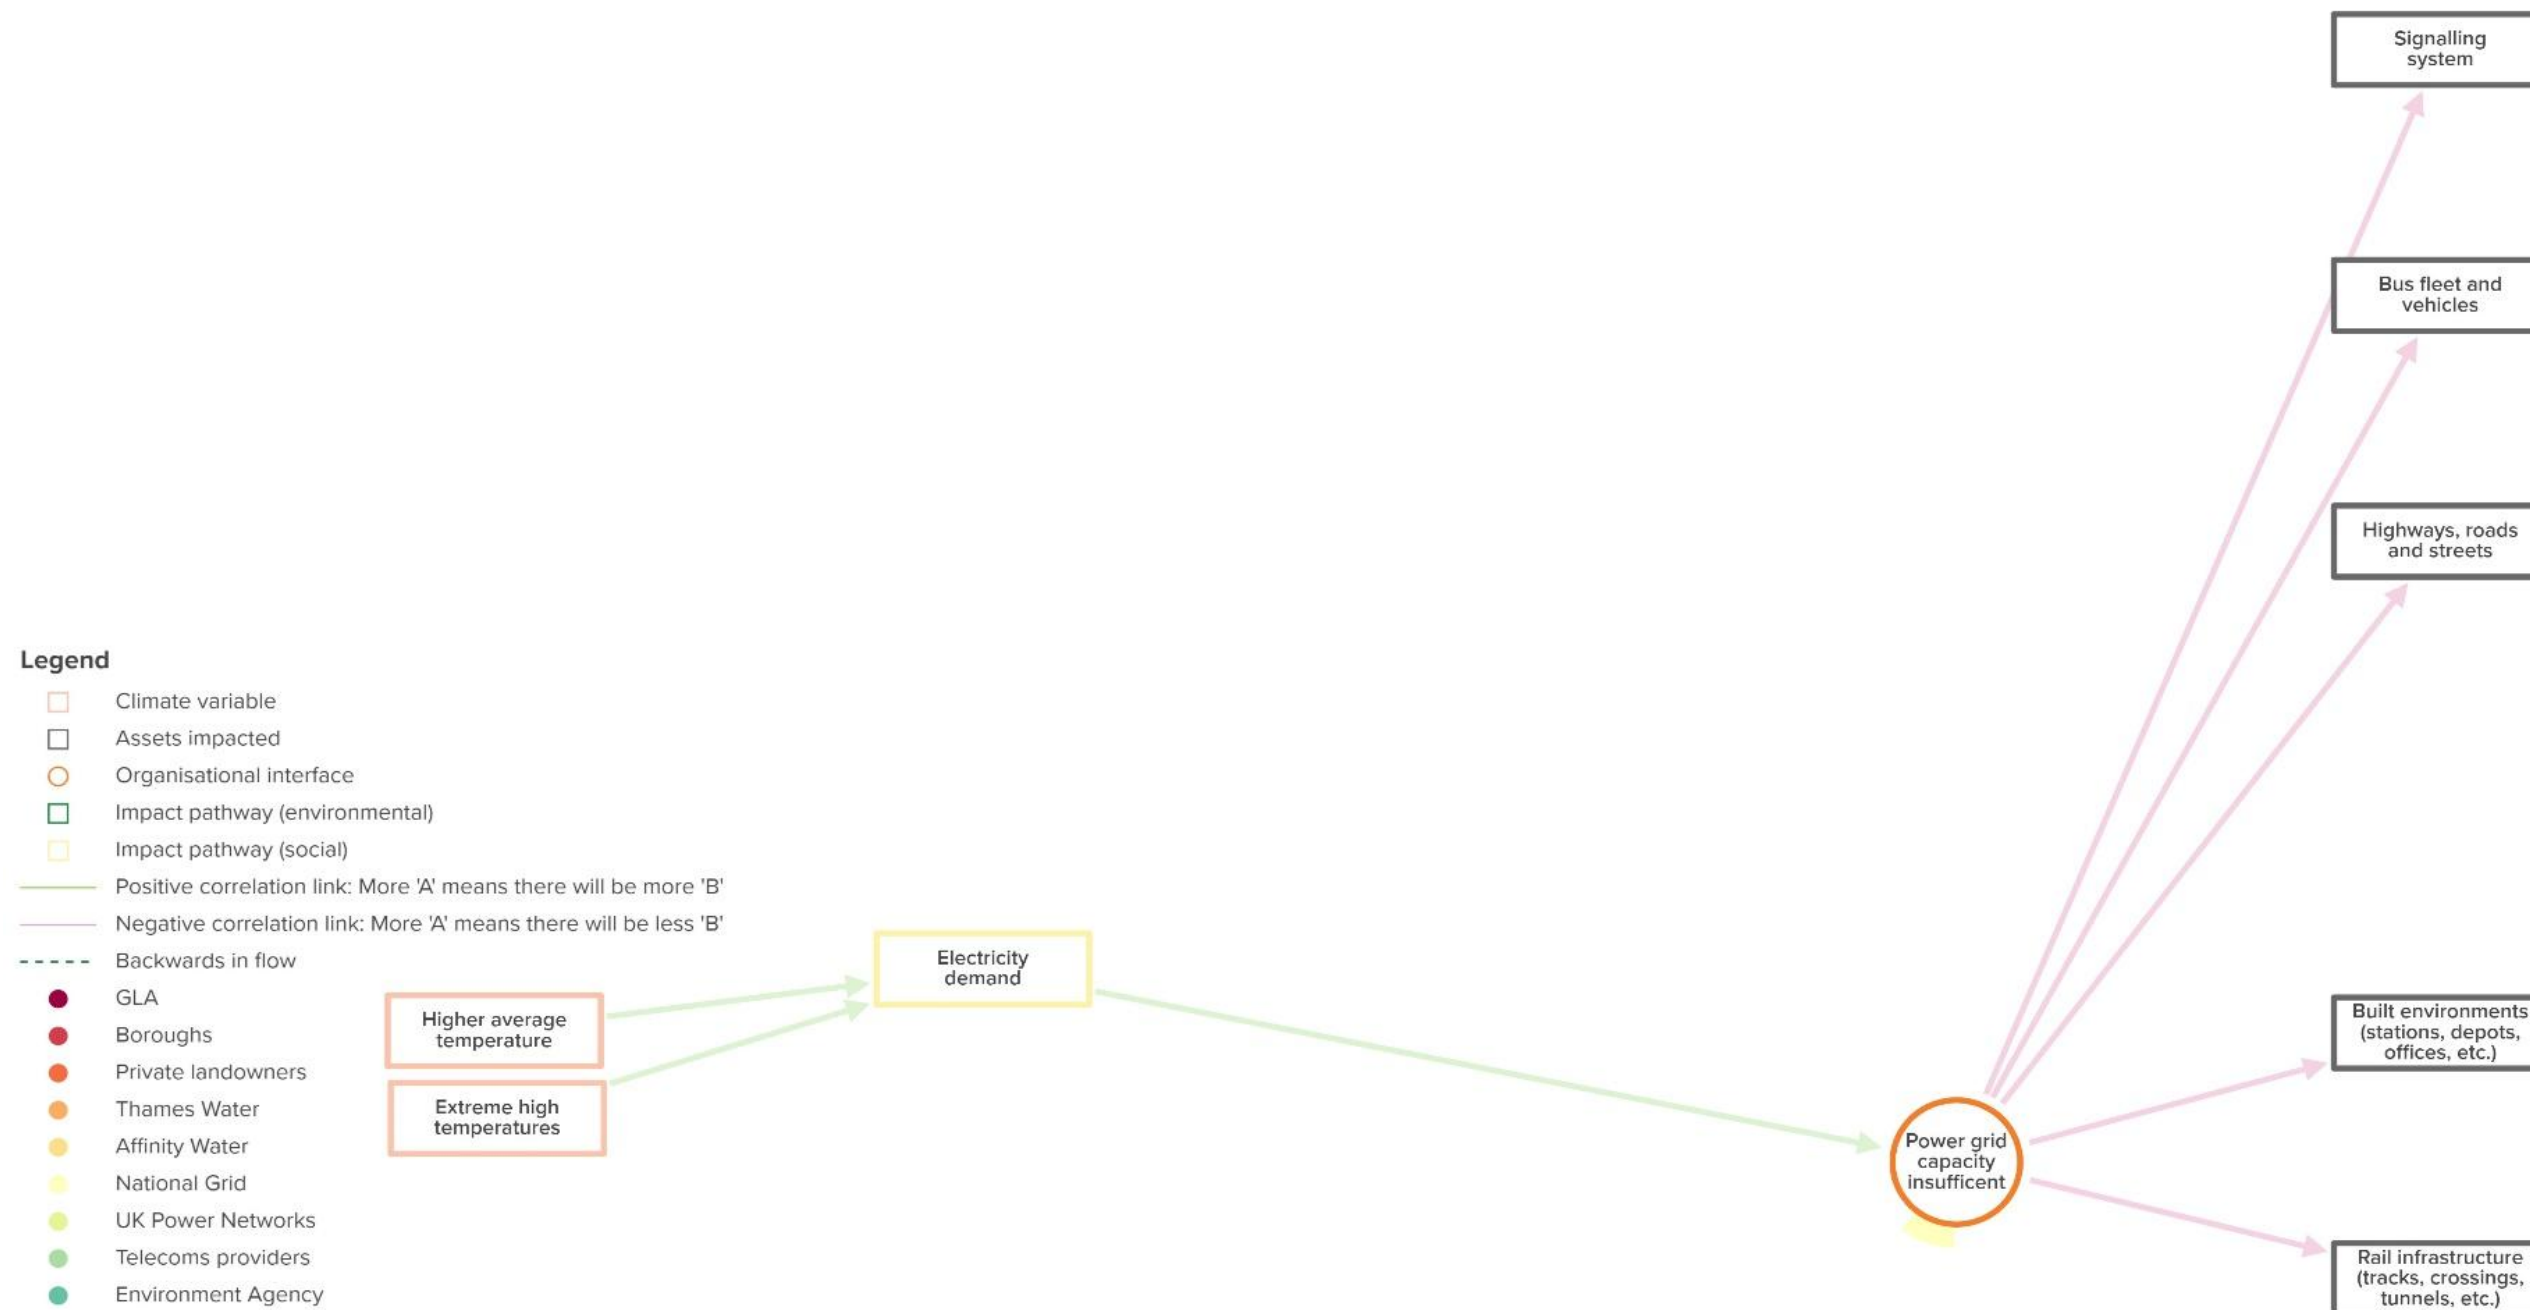 Signalling
system
Bus fleet and
vehicles
Highways, roads
and streets
Legend
Climate variable
Assets impacted
Organisational interface
Impact pathway (environmental)
Impact pathway (social)
Positive correlation link: More 'A' means there will be more 'B'
Negative correlation link: More 'A' means there will be less 'B'
Backwards in flow
GLA
Boroughs
Private landowners
Thames Water
Affinity Water
National Grid
UK Power Networks
Telecoms providers
Environment Agency
Higher average
temperature
Extreme high
temperatures
Electricity
demand
Power grid
capacity
insufficent
Built environments
(stations, depots,
offices, etc.)
Rail infrastructure
(tracks, crossings,
tunnels, etc.)